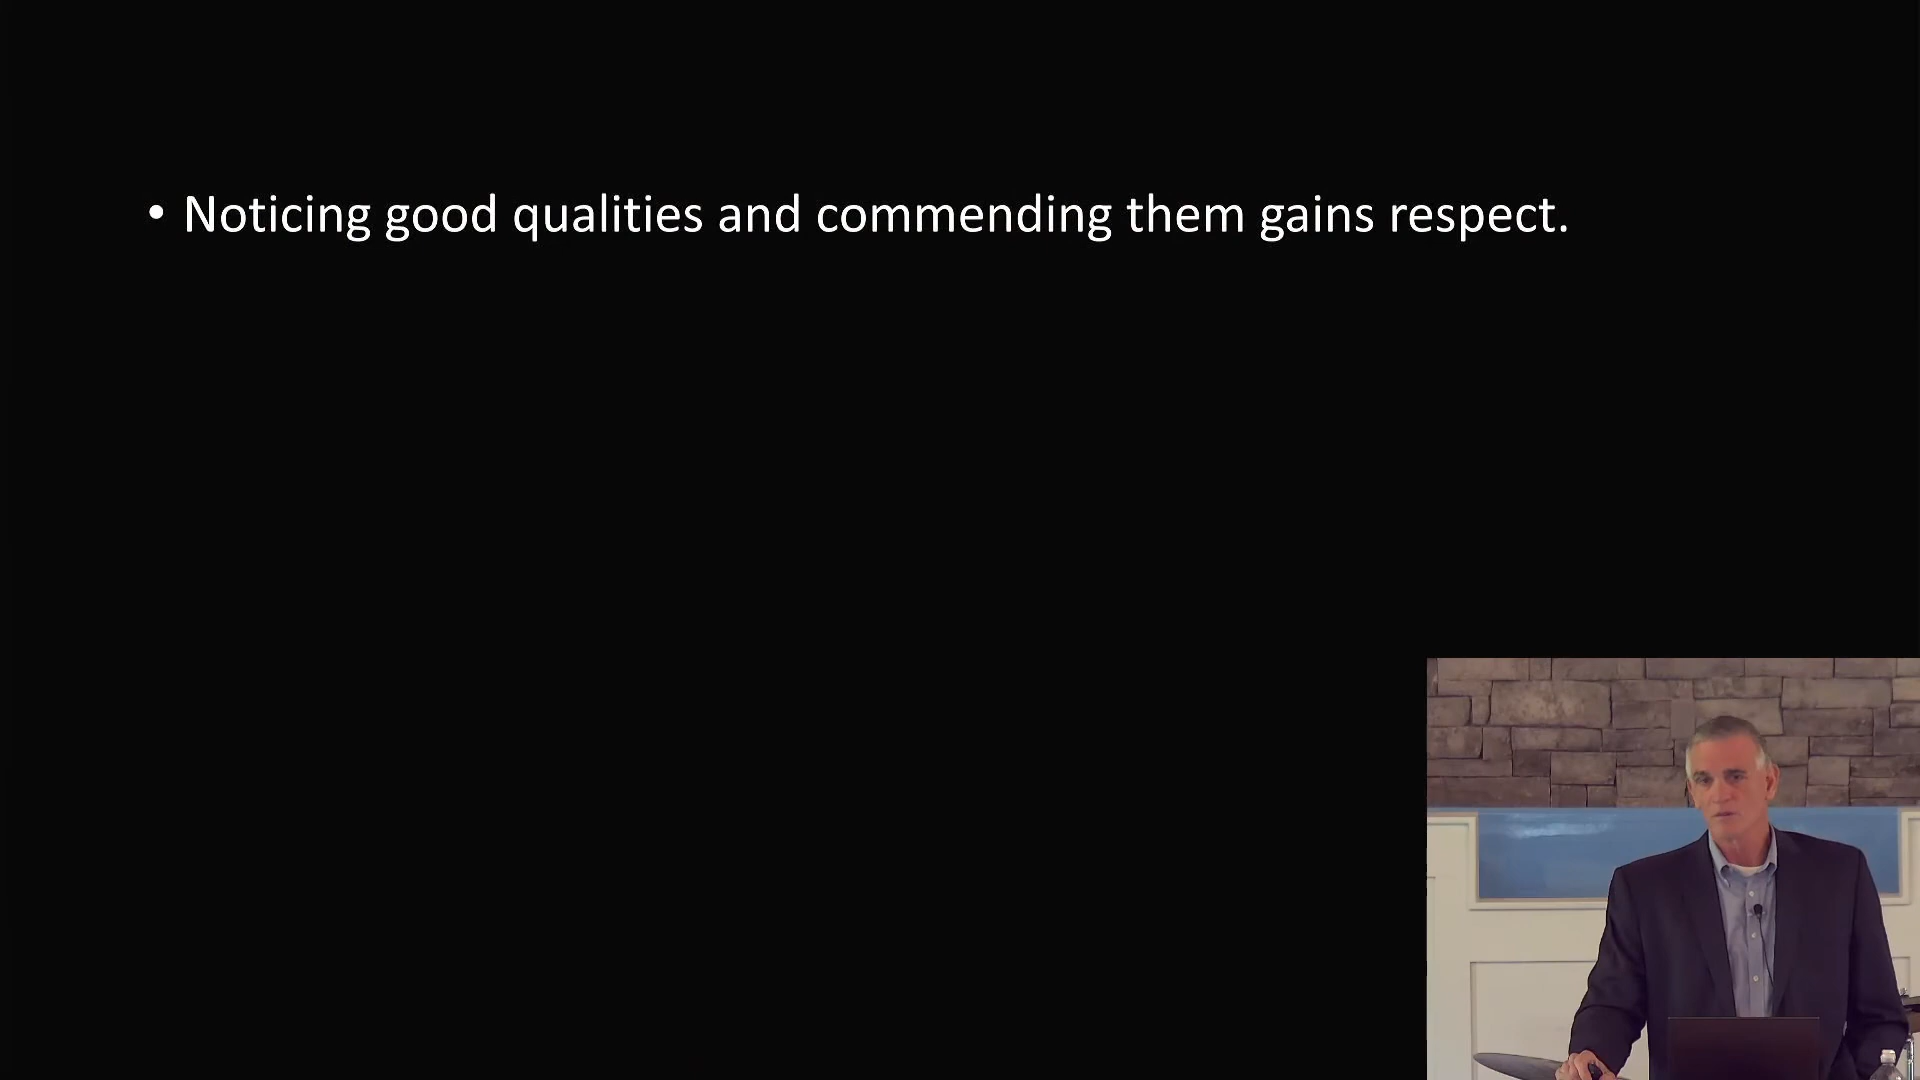 • Noticing good qualities and commending them gains respect.